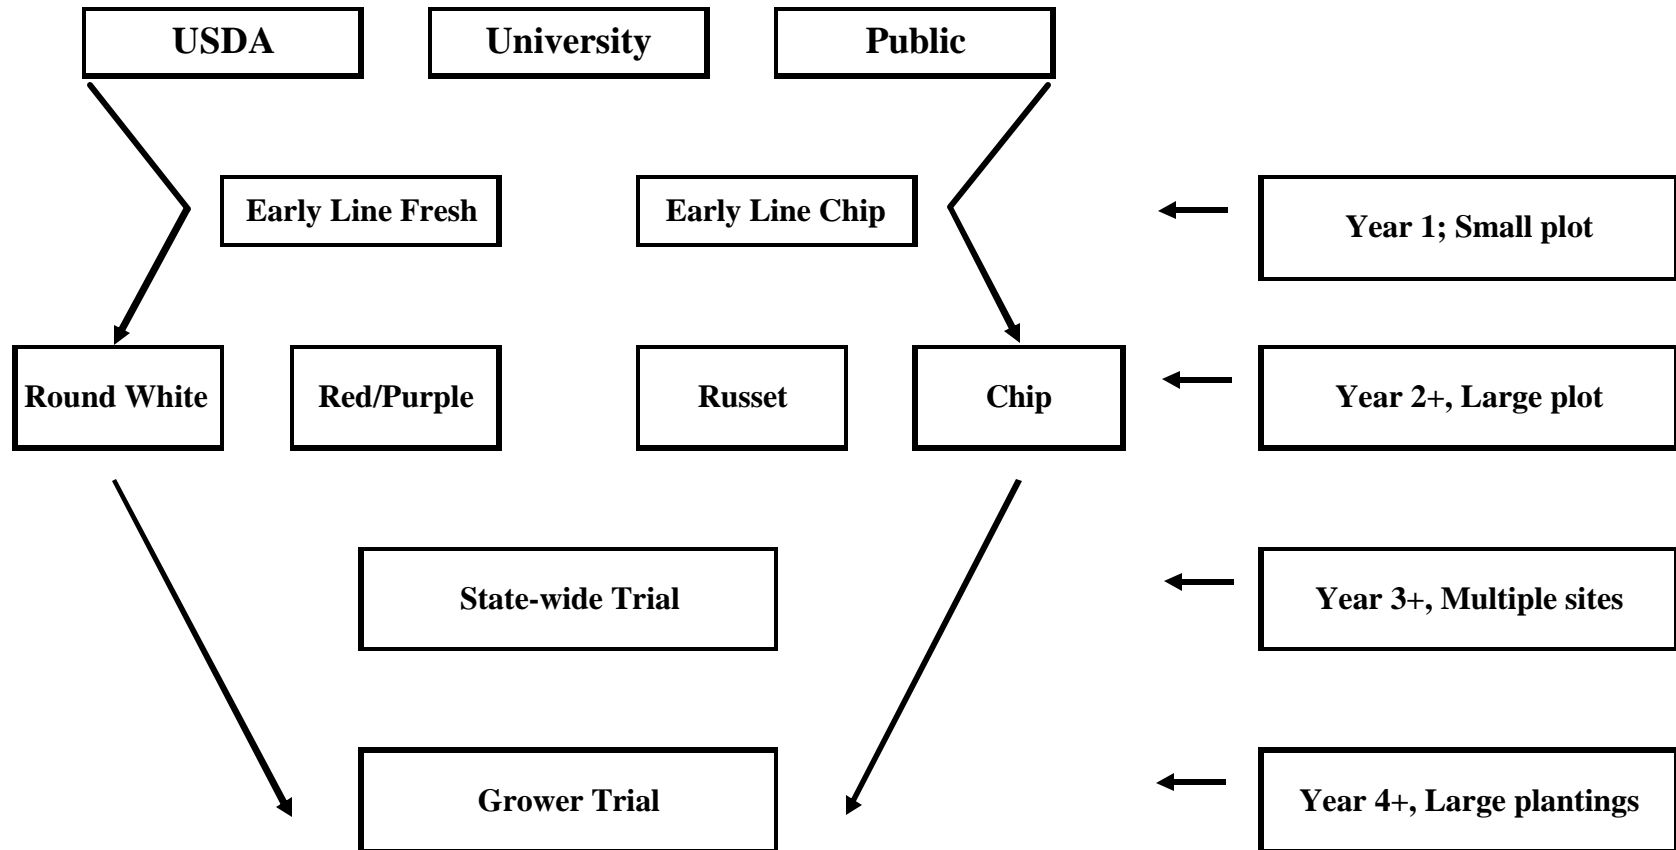 USDA
University
Public
Early Line Fresh
Early Line Chip
Year 1; Small plot
Round White
Red/Purple
Russet
Chip
Year 2+, Large plot
State-wide Trial
Year 3+, Multiple sites
Grower Trial
Year 4+, Large plantings